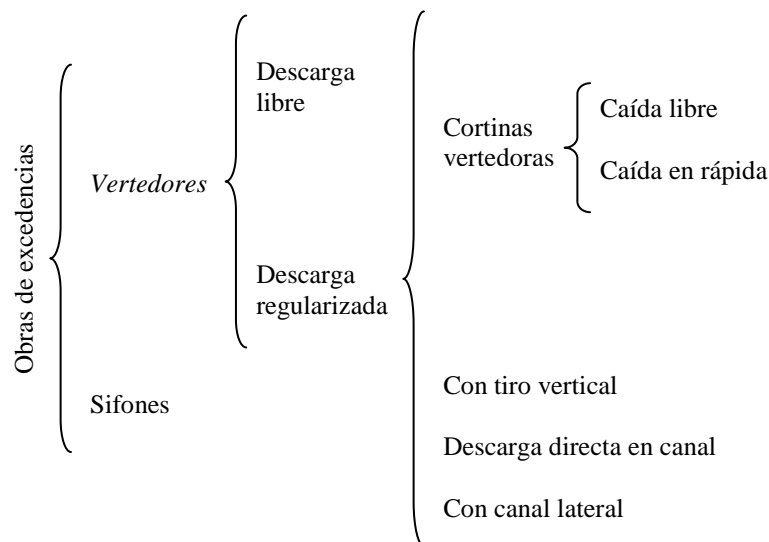 Obras de excedencias
Vertedores
Sifones
Descarga
libre
Descarga
regularizada
Cortinas
vertedoras
Caída libre
Caída en rápida
Con tiro vertical
Descarga directa en canal
Con canal lateral